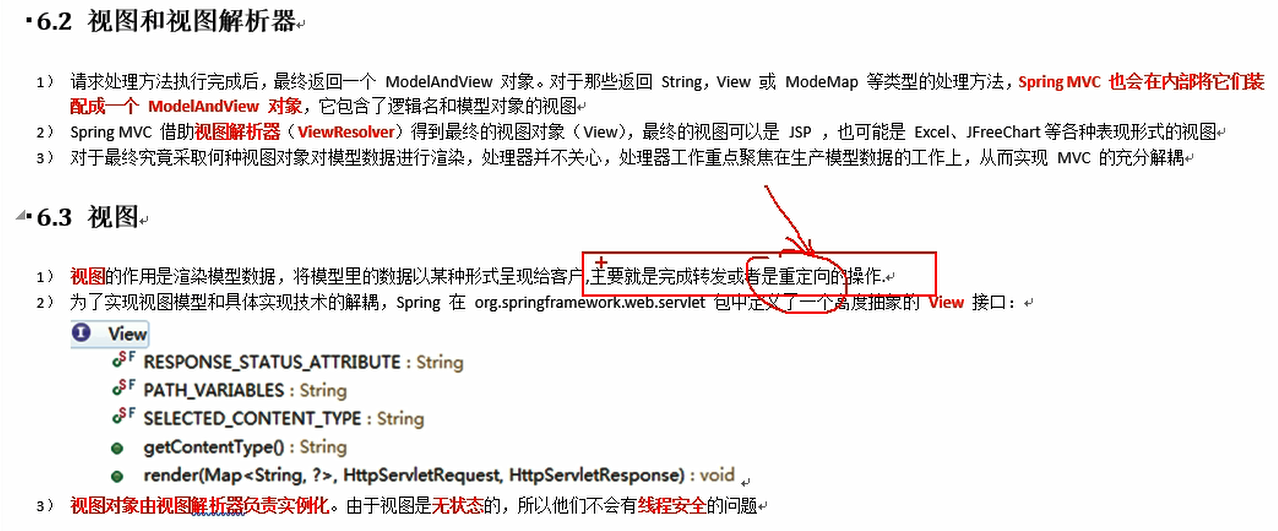 6.2 视图和视图解析器
1） 请求处理方法执行完成后，最终返回一个 ModelAndView 对象。对于那些返回 String，View 或 ModeMap 等类型的处理方法，Spring MVC 也会在内部将它们装
配成一个 ModelAndView 对象，它包含了逻辑名和模型对象的视图
2） Spring MVC 借助视图解析器（ViewResolver）得到最终的视图对象（View），最终的视图可以是 JSP ，也可能是 Excel、JFreeChart 等各种表现形式的视图
3） 对于最终究竟采取何种视图对象对模型数据进行渲染，处理器并不关心，处理器工作重点聚焦在生产模型数据的工作上，从而实现 MVC 的充分解耦
6.3 视图
1） 视图的作用是渲染模型数据，将模型里的数据以某种形式呈现给客户,主要就是完成转发或者是重定向的操作.
2） 为了实现视图模型和具体实现技术的解耦，Spring 在 org.springframework.web.servlet 包中定义了一个高度抽象的 View 接口：
View
RESPONSE_STATUS_ATTRIBUTE : String
PATH_VARIABLES : String
SELECTED_CONTENT_TYPE : String
getContentType() : String
render(Map<String, ?>, HttpServletRequest, HttpServletResponse) : void
3） 视图对象由视图解析器负责实例化。由于视图是无状态的，所以他们不会有线程安全的问题